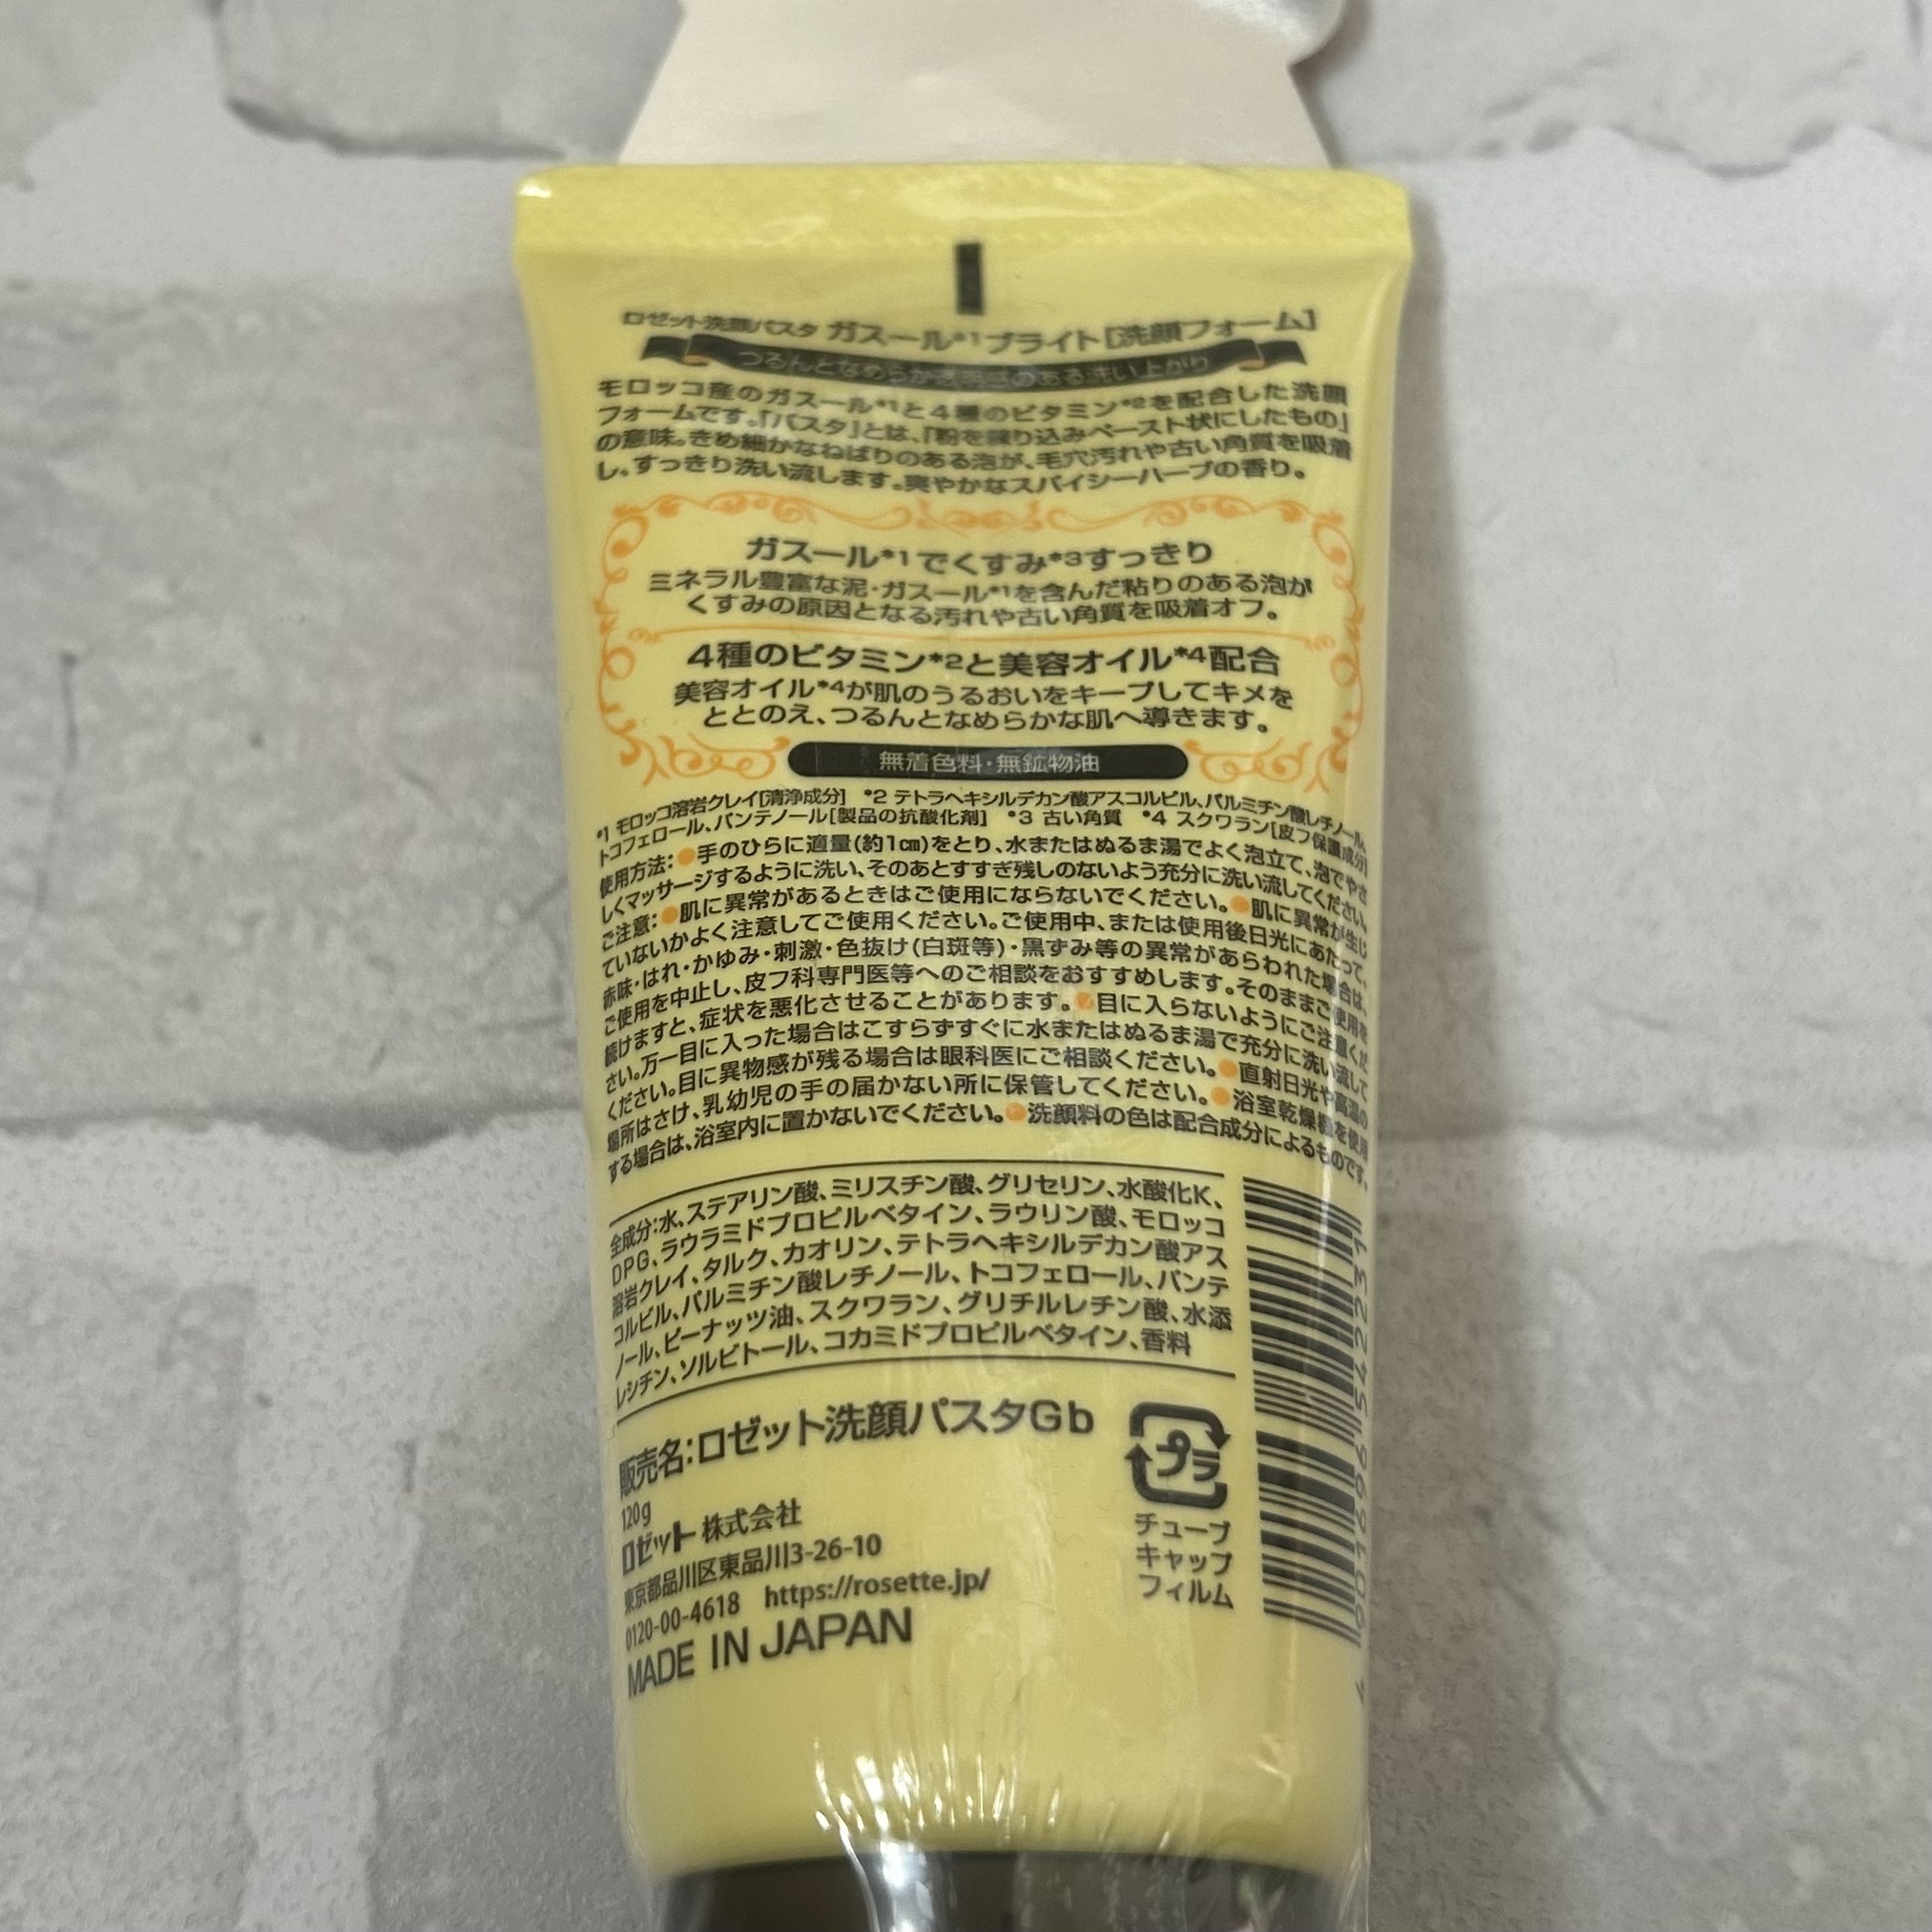 ロゼット洗顔パスタ ガスール*1ブライト[洗顔フォーム]
つるんとなめらか透明感のある洗い上がり
モロッコ産のガスール*1と4種のビタミン*2を配合した洗顔
フォームです。「パスタ」とは、「粉を練り込みペースト状にしたもの」
の意味。きめ細かなねばりのある泡が、毛穴汚れや古い角質を吸着
し、すっきり洗い流します。爽やかなスパイシーハーブの香り。
ガスール*1でくすみ*3すっきり
ミネラル豊富な泥・ガスール*1を含んだ粘りのある泡が
くすみの原因となる汚れや古い角質を吸着オフ。
4種のビタミン*2と美容オイル*4配合
美容オイル*4が肌のうるおいをキープしてキメを
ととのえ、つるんとなめらかな肌へ導きます。
無着色料・無鉱物油
*1 モロッコ溶岩クレイ[清浄成分] *2 テトラヘキシルデカン酸アスコルビル、パルミチン酸レチノール、
トコフェロール、パンテノール[製品の抗酸化剤] *3 古い角質 *4 スクワラン[皮フ保護成分]
使用方法:●手のひらに適量(約1㎝)をとり、水またはぬるま湯でよく泡立て、泡でやさ
しくマッサージするように洗い、そのあとすすぎ残しのないよう充分に洗い流してください。
ご注意:●肌に異常があるときはご使用にならないでください。●肌に異常が生じ
ていないかよく注意してご使用ください。ご使用中、または使用後日光にあたって、
赤味・はれ・かゆみ・刺激・色抜け(白斑等)・黒ずみ等の異常があらわれた場合は、
ご使用を中止し、皮フ科専門医等へのご相談をおすすめします。そのままご使用を
続けますと、症状を悪化させることがあります。●目に入らないようにご注意くだ
さい。万一目に入った場合はこすらずすぐに水またはぬるま湯で充分に洗い流して
ください。目に異物感が残る場合は眼科医にご相談ください。●直射日光や高温の
場所はさけ、乳幼児の手の届かない所に保管してください。●浴室乾燥機を使用
する場合は、浴室内に置かないでください。●洗顔料の色は配合成分によるものです。
全成分:水、ステアリン酸、ミリスチン酸、グリセリン、水酸化K、
DPG、ラウラミドプロピルベタイン、ラウリン酸、モロッコ
溶岩クレイ、タルク、カオリン、テトラヘキシルデカン酸アス
コルビル、パルミチン酸レチノール、トコフェロール、パンテ
ノール、ピーナッツ油、スクワラン、グリチルレチン酸、水添
レシチン、ソルビトール、コカミドプロピルベタイン、香料
販売名:ロゼット洗顔パスタGb
120g
ロゼット株式会社
東京都品川区東品川3-26-10
0120-00-4618 https://rosette.jp/
MADE IN JAPAN
プラ
チューブ
キャップ
フィルム